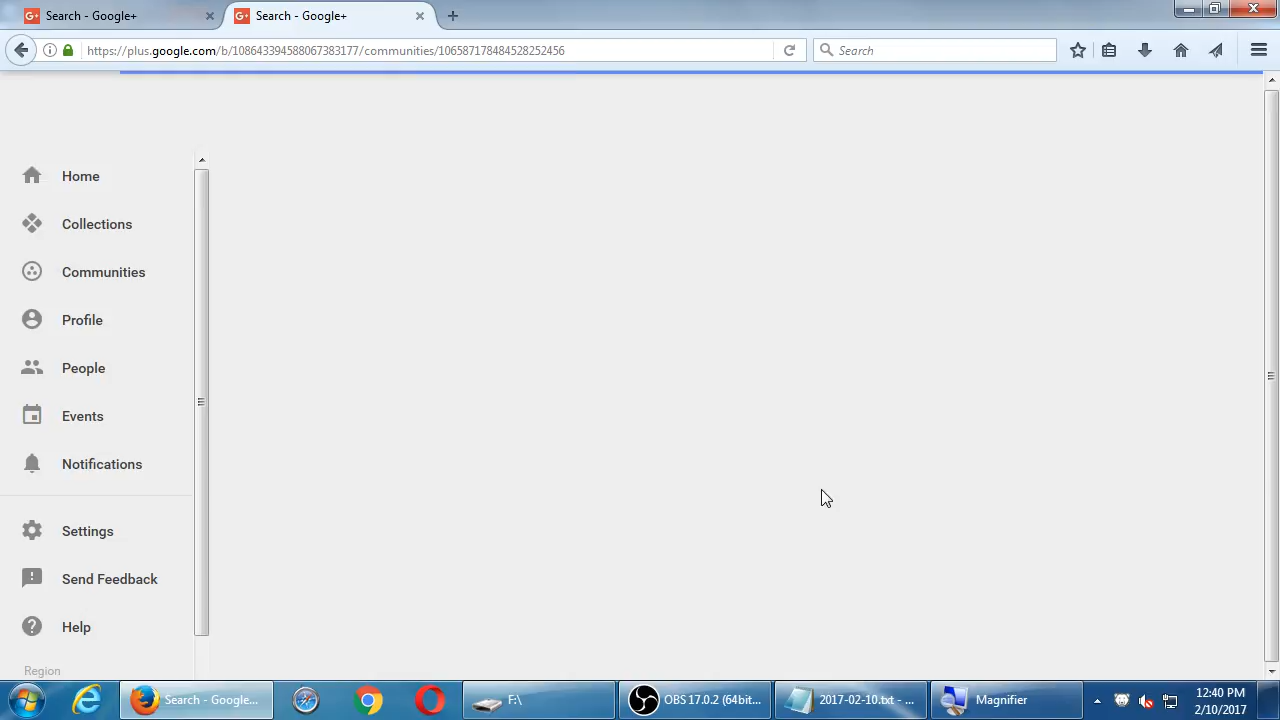 Search - Google+
Search - Google+
https://plus.google.com/b/108643394588067383177/communities/106587178484528252456
Search
Home
Collections
Communities
Profile
People
Events
Notifications
Settings
Send Feedback
Help
Region
Search - Google...
F:\
OBS 17.0.2 (64bit...
2017-02-10.txt - ...
Magnifier
12:40 PM
2/10/2017